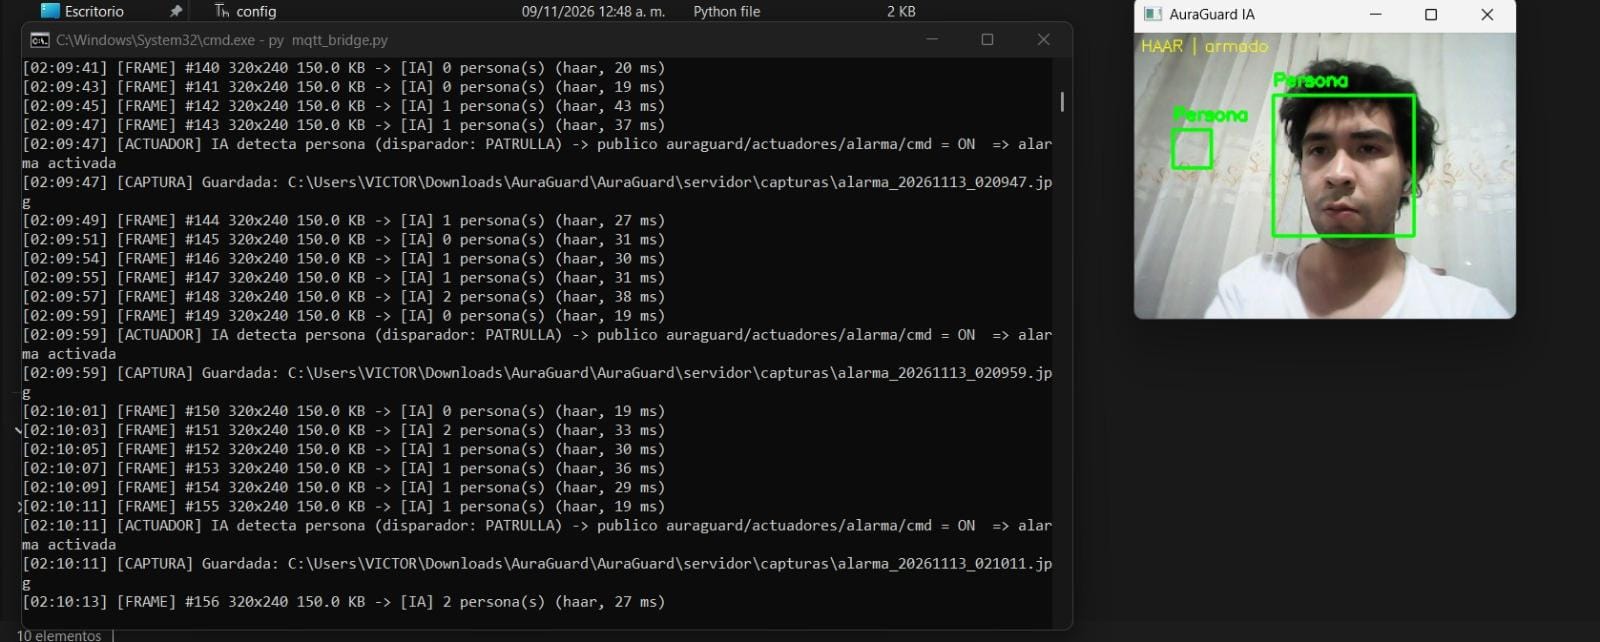 Escritorio
config
09/11/2026 12:48 a. m.
Python file
2 KB
C:\Windows\System32\cmd.exe - py  mqtt_bridge.py
[02:09:41] [FRAME] #140 320x240 150.0 KB -> [IA] 0 persona(s) (haar, 20 ms)
[02:09:43] [FRAME] #141 320x240 150.0 KB -> [IA] 0 persona(s) (haar, 19 ms)
[02:09:45] [FRAME] #142 320x240 150.0 KB -> [IA] 1 persona(s) (haar, 43 ms)
[02:09:47] [FRAME] #143 320x240 150.0 KB -> [IA] 1 persona(s) (haar, 37 ms)
[02:09:47] [ACTUADOR] IA detecta persona (disparador: PATRULLA) -> publico auraguard/actuadores/alarma/cmd = ON  => alar
ma activada
[02:09:47] [CAPTURA] Guardada: C:\Users\VICTOR\Downloads\AuraGuard\AuraGuard\servidor\capturas\alarma_20261113_020947.jp
g
[02:09:49] [FRAME] #144 320x240 150.0 KB -> [IA] 1 persona(s) (haar, 27 ms)
[02:09:51] [FRAME] #145 320x240 150.0 KB -> [IA] 0 persona(s) (haar, 31 ms)
[02:09:54] [FRAME] #146 320x240 150.0 KB -> [IA] 1 persona(s) (haar, 30 ms)
[02:09:55] [FRAME] #147 320x240 150.0 KB -> [IA] 1 persona(s) (haar, 31 ms)
[02:09:57] [FRAME] #148 320x240 150.0 KB -> [IA] 2 persona(s) (haar, 38 ms)
[02:09:59] [FRAME] #149 320x240 150.0 KB -> [IA] 0 persona(s) (haar, 19 ms)
[02:09:59] [ACTUADOR] IA detecta persona (disparador: PATRULLA) -> publico auraguard/actuadores/alarma/cmd = ON  => alar
ma activada
[02:09:59] [CAPTURA] Guardada: C:\Users\VICTOR\Downloads\AuraGuard\AuraGuard\servidor\capturas\alarma_20261113_020959.jp
g
[02:10:01] [FRAME] #150 320x240 150.0 KB -> [IA] 0 persona(s) (haar, 19 ms)
[02:10:03] [FRAME] #151 320x240 150.0 KB -> [IA] 2 persona(s) (haar, 33 ms)
[02:10:05] [FRAME] #152 320x240 150.0 KB -> [IA] 1 persona(s) (haar, 30 ms)
[02:10:07] [FRAME] #153 320x240 150.0 KB -> [IA] 1 persona(s) (haar, 36 ms)
[02:10:09] [FRAME] #154 320x240 150.0 KB -> [IA] 1 persona(s) (haar, 29 ms)
[02:10:11] [FRAME] #155 320x240 150.0 KB -> [IA] 1 persona(s) (haar, 19 ms)
[02:10:11] [ACTUADOR] IA detecta persona (disparador: PATRULLA) -> publico auraguard/actuadores/alarma/cmd = ON  => alar
ma activada
[02:10:11] [CAPTURA] Guardada: C:\Users\VICTOR\Downloads\AuraGuard\AuraGuard\servidor\capturas\alarma_20261113_021011.jp
g
[02:10:13] [FRAME] #156 320x240 150.0 KB -> [IA] 2 persona(s) (haar, 27 ms)
10 elementos
AuraGuard IA
HAAR | armado
Persona
Persona